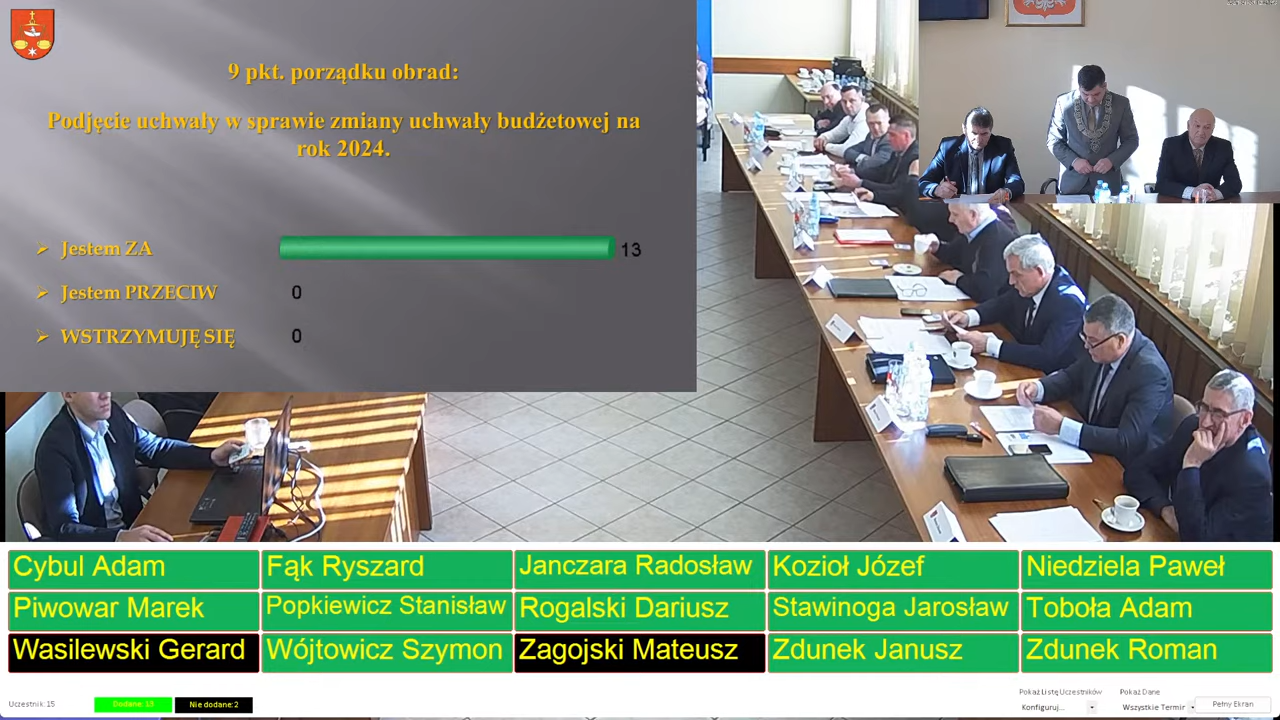 9 pkt. porządku obrad:
Podjęcie uchwały w sprawie zmiany uchwały budżetowej na
rok 2024.
Jestem ZA
13
Jestem PRZECIW
0
WSTRZYMUJĘ SIĘ
0
Cybul Adam
Fąk Ryszard
Janczara Radosław
Kozioł Józef
Niedziela Paweł
Piwowar Marek
Popkiewicz Stanisław
Rogalski Dariusz
Stawinoga Jarosław
Toboła Adam
Wasilewski Gerard
Wójtowicz Szymon
Zagojski Mateusz
Zdunek Janusz
Zdunek Roman
Uczestnik: 15
Dodane: 13
Nie dodane: 2
Pokaż Listę Uczestników
Konfiguruj...
Pokaż Dane
Wszystkie Termir
Pełny Ekran